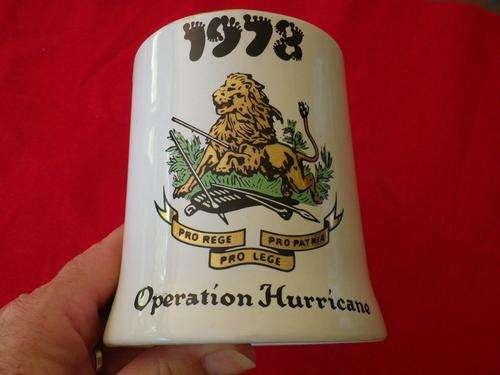 1978
PRO REGE PRO PATRIA
PRO LEGE
Operation Hurricane